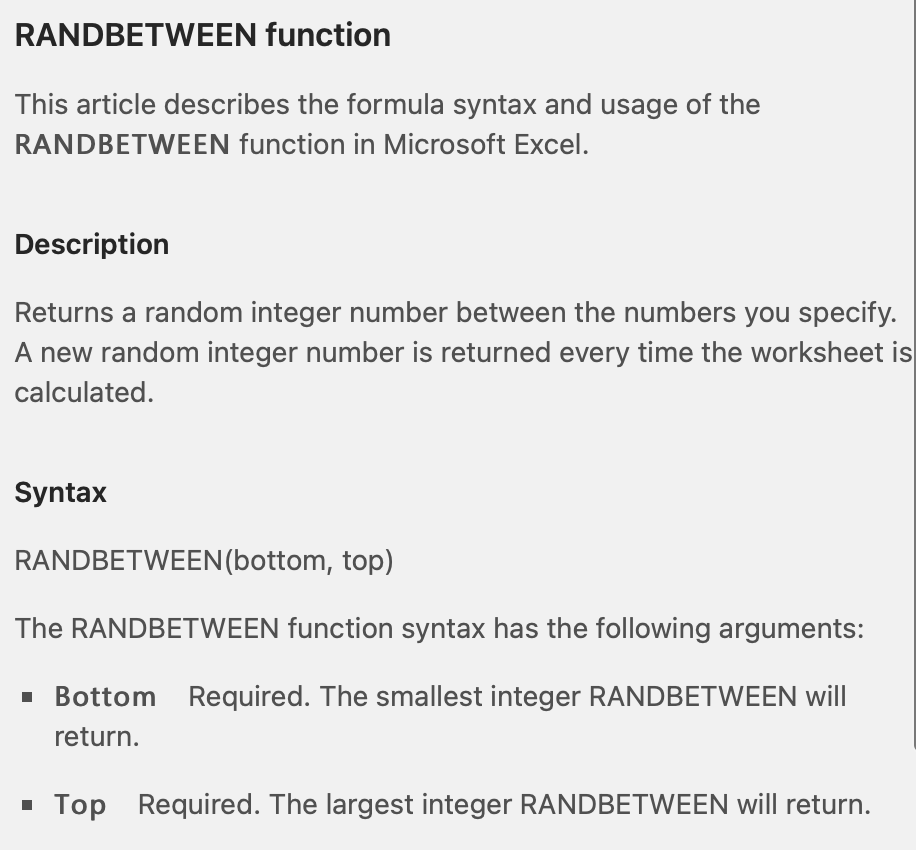 RANDBETWEEN function
This article describes the formula syntax and usage of the
RANDBETWEEN function in Microsoft Excel.
Description
Returns a random integer number between the numbers you specify.
A new random integer number is returned every time the worksheet is
calculated.
Syntax
RANDBETWEEN(bottom, top)
The RANDBETWEEN function syntax has the following arguments:
▪ Bottom Required. The smallest integer RANDBETWEEN will
return.
▪ Top Required. The largest integer RANDBETWEEN will return.